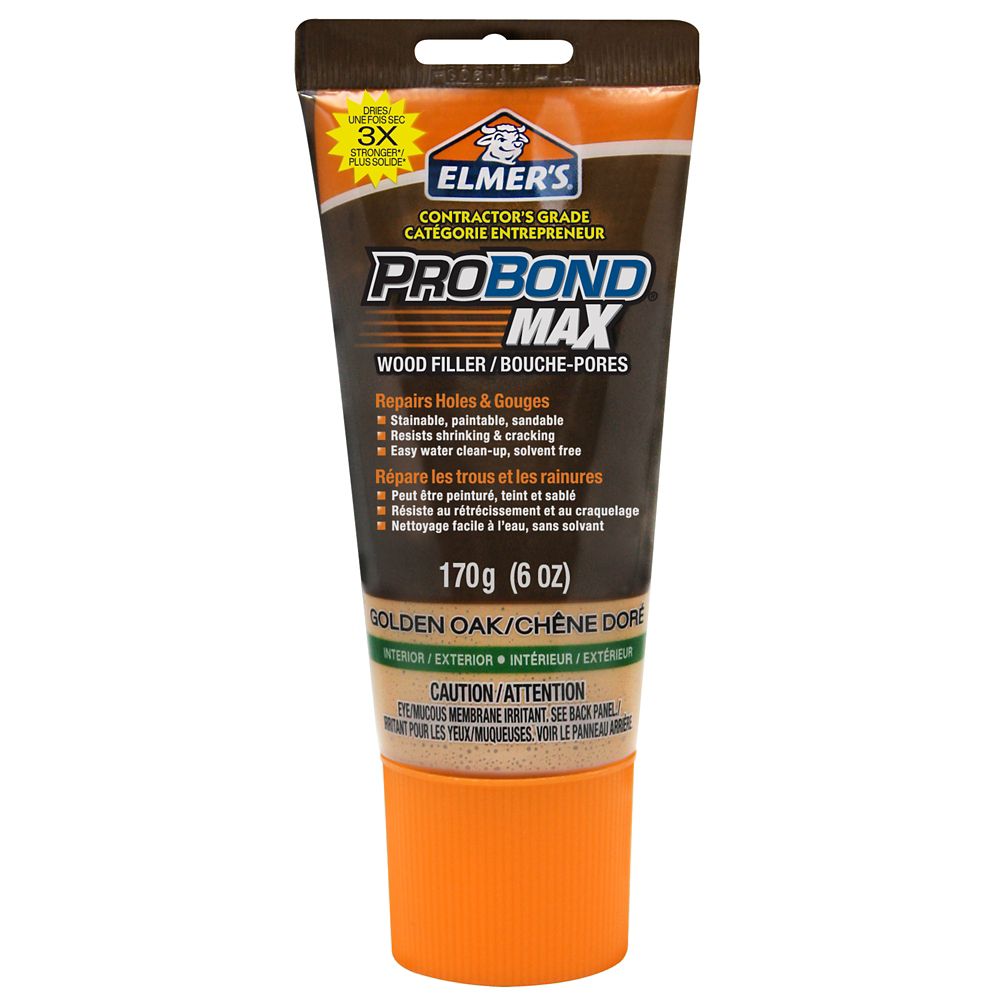 DRIES/
UNE FOIS SEC
3X
STRONGER*/
PLUS SOLIDE*
ELMER'S
CONTRACTOR'S GRADE
CATÉGORIE ENTREPRENEUR
PROBOND®
MAX
WOOD FILLER / BOUCHE-PORES
Repairs Holes & Gouges
Stainable, paintable, sandable
Resists shrinking & cracking
Easy water clean-up, solvent free
Répare les trous et les rainures
Peut être peinturé, teint et sablé
Résiste au rétrécissement et au craquelage
Nettoyage facile à l'eau, sans solvant
170g (6 OZ)
GOLDEN OAK/CHÊNE DORÉ
INTERIOR / EXTERIOR • INTÉRIEUR / EXTÉRIEUR
CAUTION/ATTENTION
EYE/MUCOUS MEMBRANE IRRITANT. SEE BACK PANEL./
IRRITANT POUR LES YEUX/MUQUEUSES. VOIR LE PANNEAU ARRIÈRE